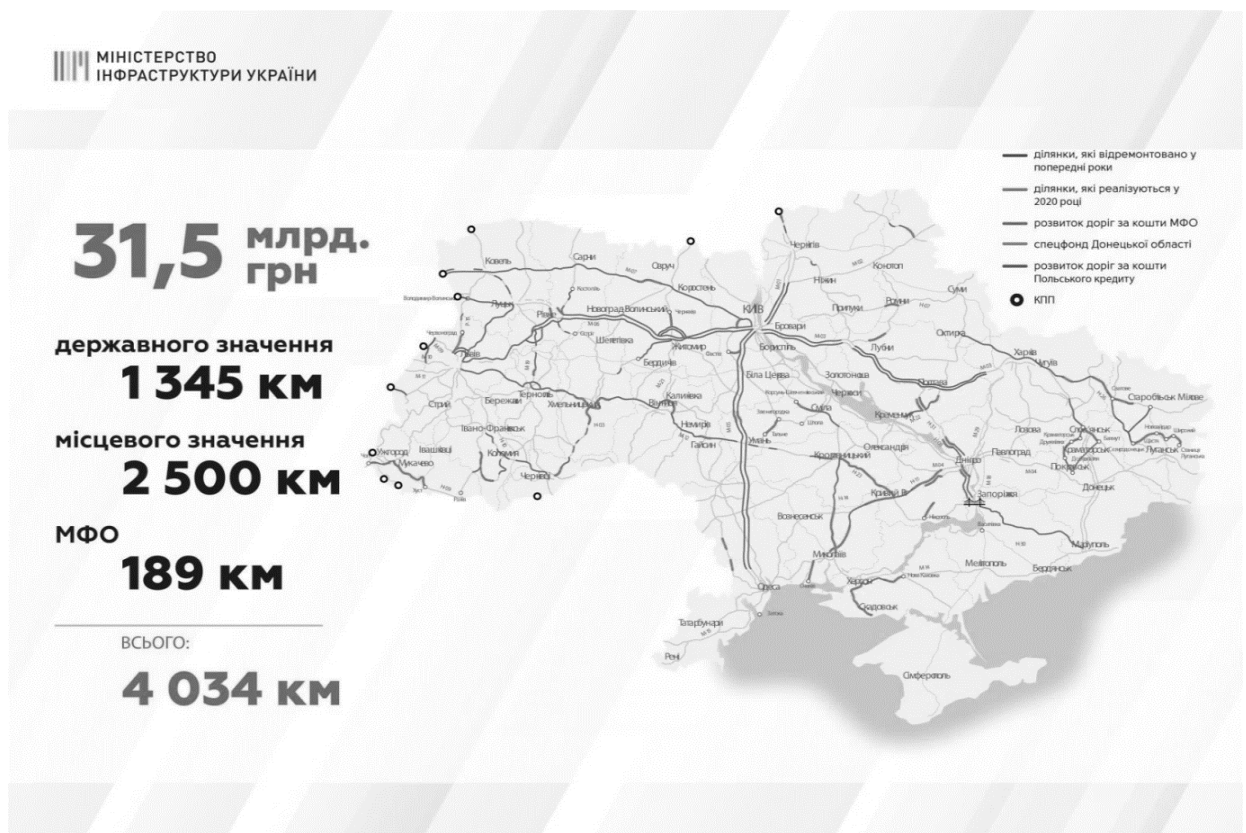 МІНІСТЕРСТВО
ІНФРАСТРУКТУРИ УКРАЇНИ
31,5 млрд.
грн
державного значення
1 345 км
місцевого значення
2 500 км
МФО
189 км
ВСЬОГО:
4 034 км
ділянки, які відремонтовано у
попередні роки
ділянки, які реалізуються у
2020 році
розвиток доріг за кошти МФО
спецфонд Донецької області
розвиток доріг за кошти
Польського кредиту
КПП
Чернігів
Ковель
Сарни
Овруч
Конотоп
Ніжин
Коростень
Суми
Луцьк
Ромни
Прилуки
КИЇВ
Рівне
Новоград Волинський
Бровари
Охтирка
Шепетівка
Житомир
Бориспіль
Лубни
Харків
Чугуїв
Львів
Бердичів
Біла Церква
Золотоноша
Полтава
Черкаси
Старобільськ
Мілове
Стрий
Бережани
Тернопіль
Хмельницький
Калинівка
Сміла
Кременчук
Немирів
Умань
Лозова
Івано-Франківськ
Гайсин
Олександрія
Павлоград
Краматорськ
Луганськ
Ужгород
Коломия
Кропивницький
Дніпро
Покровськ
Мукачево
Чернівці
Кривий Ріг
Донецьк
Запоріжжя
Вознесенськ
Миколаїв
Маріуполь
Мелітополь
Бердянськ
Одеса
Херсон
Скадовськ
Татарбунари
Рені
Сімферополь